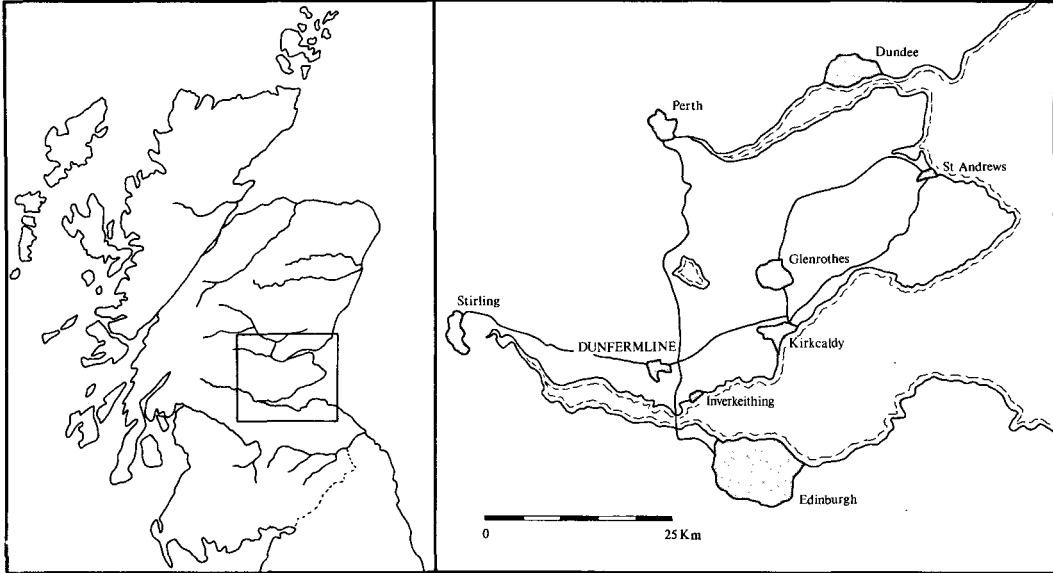 Dundee
Perth
St Andrews
Glenrothes
Stirling
DUNFERMLINE
Kirkcaldy
Inverkeithing
Edinburgh
0 25 Km